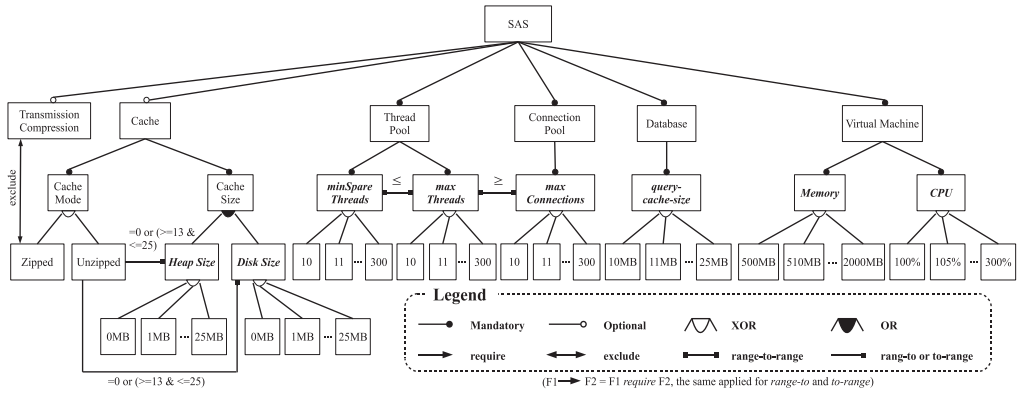 SAS
Transmission
Compression
Cache
Thread
Pool
Connection
Pool
Database
Virtual Machine
exclude
Cache
Mode
Cache
Size
minSpare
Threads
≤
max
Threads
≥
max
Connections
query-
cache-size
Memory
CPU
=0 or (>=13 &
<=25)
Zipped
Unzipped
Heap Size
Disk Size
10
11
...
300
10
11
...
300
10
11
...
300
10MB
11MB
...
25MB
500MB
510MB
...
2000MB
100%
105%
...
300%
0MB
1MB
...
25MB
0MB
1MB
...
25MB
=0 or (>=13 & <=25)
Legend
Mandatory
Optional
XOR
OR
require
exclude
range-to-range
rang-to or to-range
(F1 → F2 = F1 require F2, the same applied for range-to and to-range)